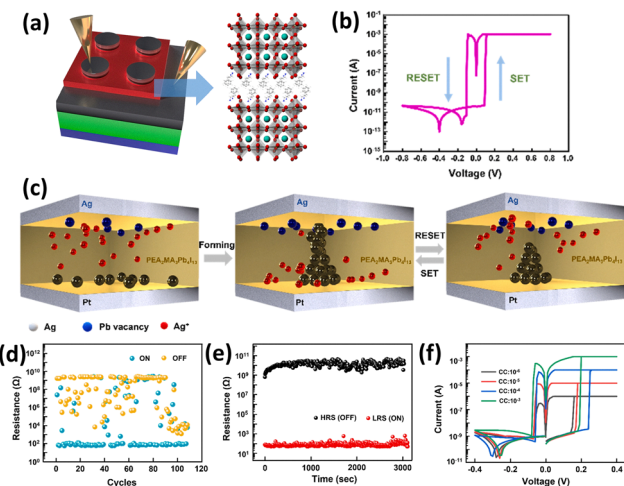 (a)
(b)
Current (A)
10⁻¹
10⁻³
10⁻⁵
10⁻⁷
10⁻⁹
10⁻¹¹
10⁻¹³
10⁻¹⁵
RESET
SET
-0.8 -0.6 -0.4 -0.2 0.0 0.2 0.4 0.6 0.8 1.0
Voltage (V)
(c)
Ag
Ag
Ag
Forming
RESET
SET
PEA₂MA₃Pb₄I₁₃
PEA₂MA₃Pb₄I₁₃
PEA₂MA₃Pb₄I₁₃
Pt
Pt
Pt
Ag
Pb vacancy
Ag⁺
(d)
Resistance (Ω)
10¹²
10¹⁰
10⁸
10⁶
10⁴
10²
10⁰
ON
OFF
0 20 40 60 80 100 120
Cycles
(e)
Resistance (Ω)
10¹¹
10⁹
10⁷
10⁵
10³
10¹
HRS (OFF)
LRS (ON)
0 1000 2000 3000
Time (sec)
(f)
Current (A)
10⁻¹
10⁻³
10⁻⁵
10⁻⁷
10⁻⁹
10⁻¹¹
CC:10⁻⁶
CC:10⁻⁵
CC:10⁻⁴
CC:10⁻³
-0.4 -0.2 0.0 0.2 0.4
Voltage (V)